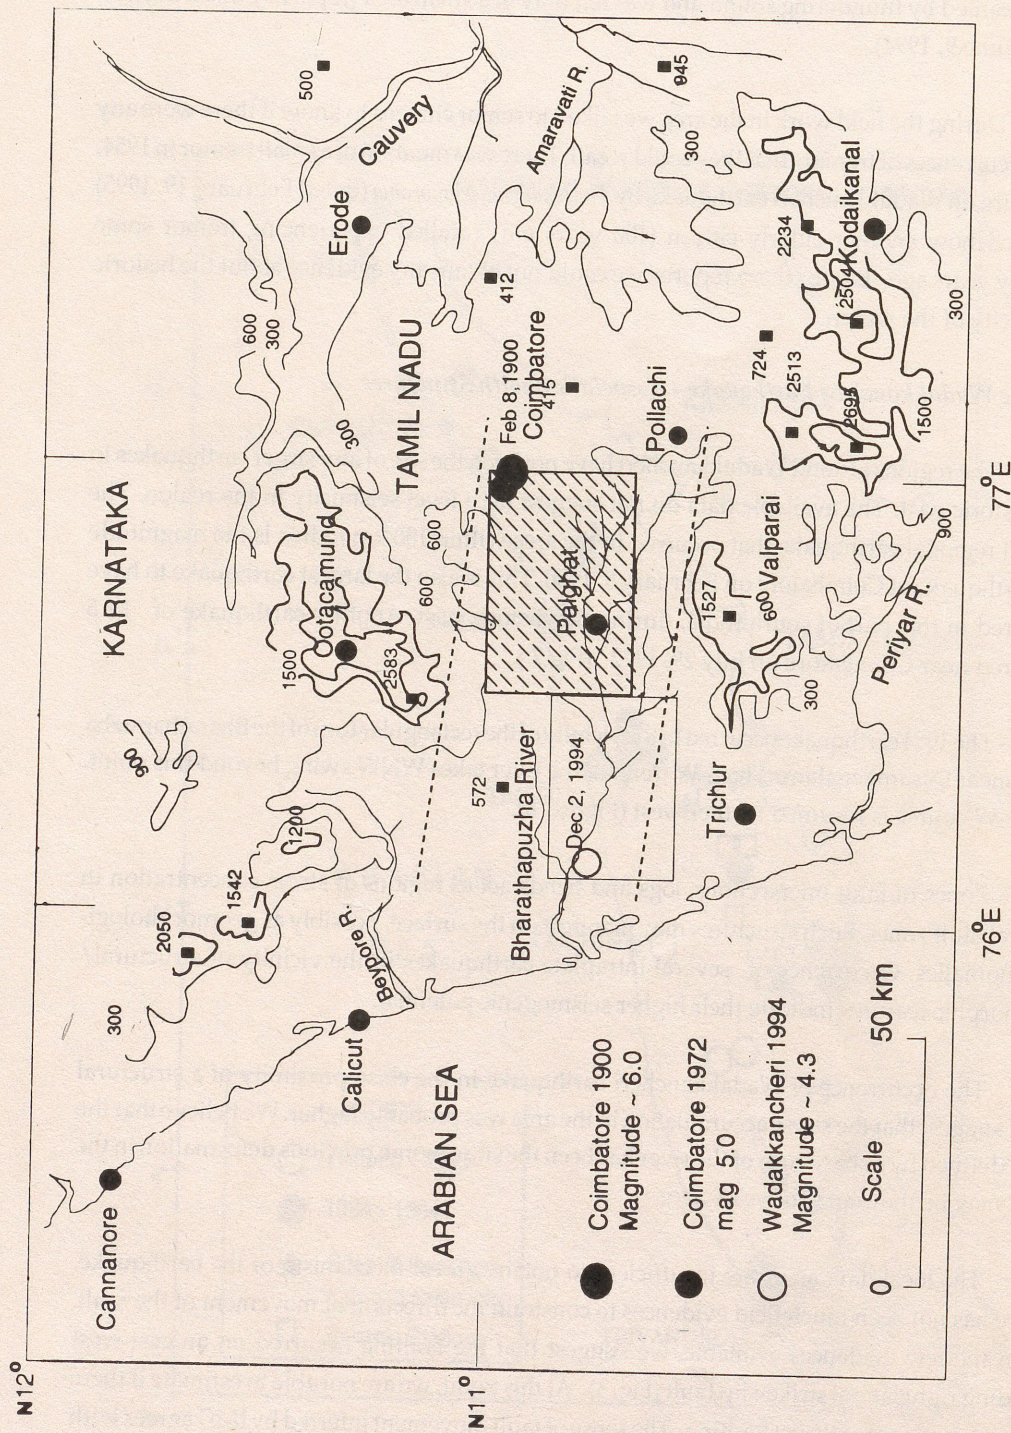 N12°
N11°
76°E
77°E
KARNATAKA
TAMIL NADU
ARABIAN SEA
Cannanore
Calicut
Beypore R.
Ootacamund
Erode
Cauvery
Amaravati R.
Feb 8, 1900
Coimbatore
Palghat
Pollachi
Dec 2, 1994
Bharathapuzha River
Trichur
Valparai
Periyar R.
Kodaikanal
300
2050
1542
1200
900
1500
2583
600
300
300
600
600
500
412
415
945
300
572
1527
600
300
724
2513
2695
2234
2504
1500
300
900
Coimbatore 1900
Magnitude ~ 6.0
Coimbatore 1972
mag 5.0
Wadakkancheri 1994
Magnitude ~ 4.3
Scale
0
50 km